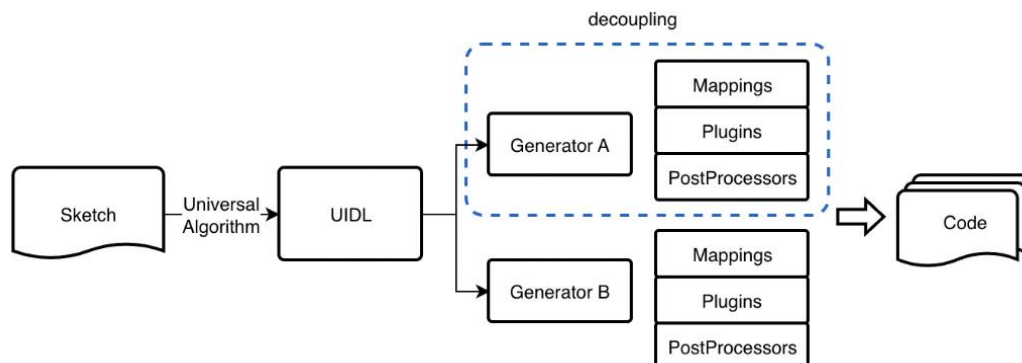 decoupling
Mappings
Generator A
Plugins
PostProcessors
Sketch
Universal
Algorithm
UIDL
Code
Mappings
Generator B
Plugins
PostProcessors